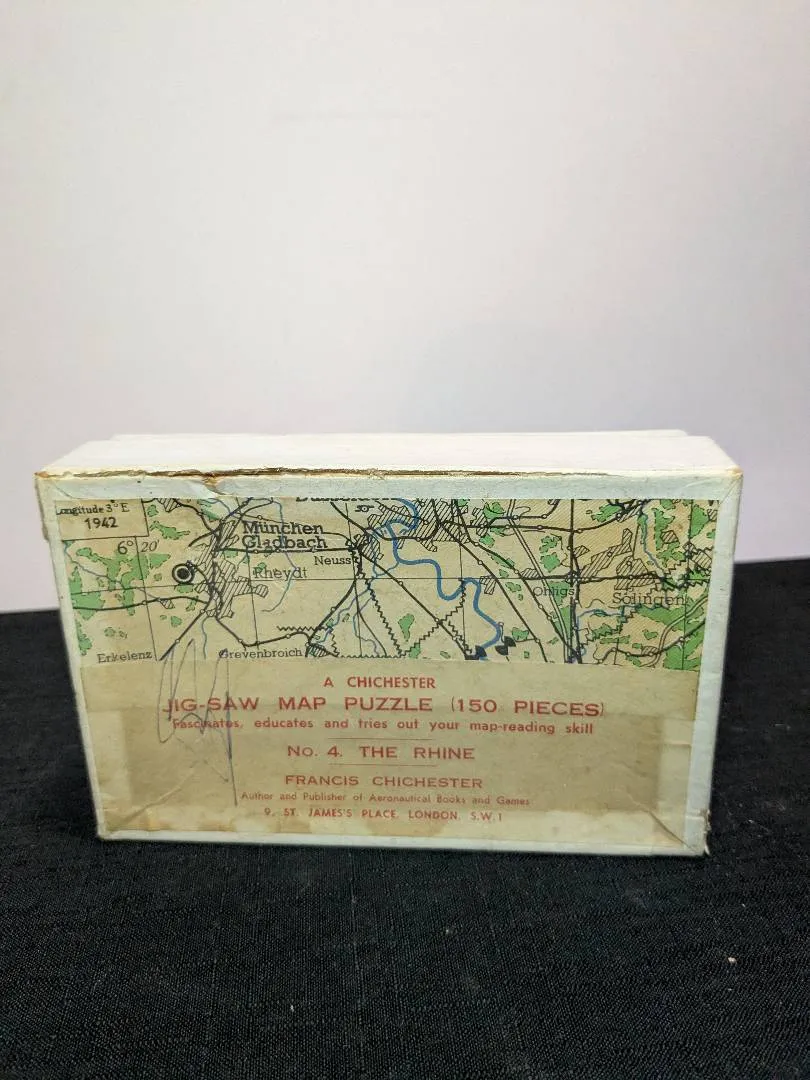 Longitude 3° E
1942
6° 20'
München
Gladbach
Neuss
Rheydt
Ohligs
Solingen
Erkelenz
Grevenbroich
A CHICHESTER
JIG-SAW MAP PUZZLE (150 PIECES)
Fascinates, educates and tries out your map-reading skill
No. 4. THE RHINE
FRANCIS CHICHESTER
Author and Publisher of Aeronautical Books and Games
9, ST. JAMES'S PLACE, LONDON, S.W.1